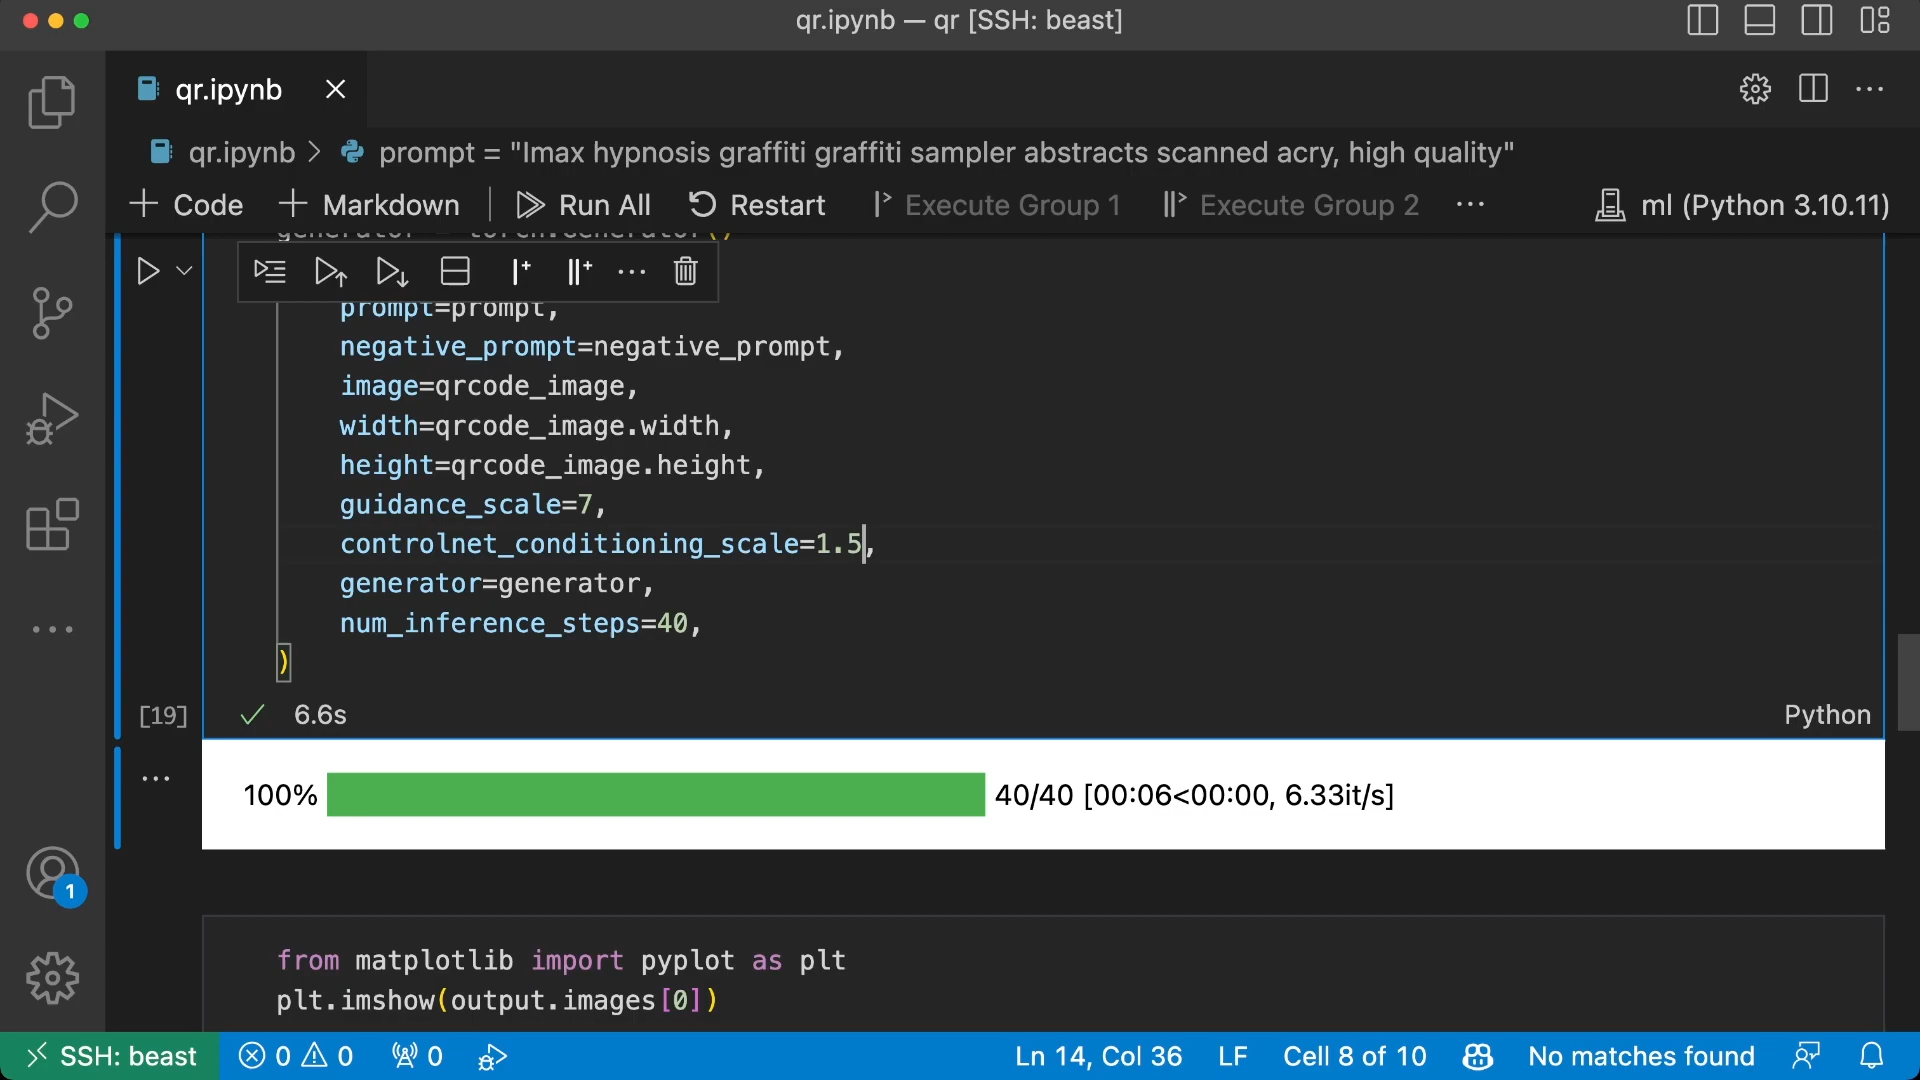 qr.ipynb — qr [SSH: beast]
qr.ipynb
qr.ipynb > prompt = "Imax hypnosis graffiti graffiti sampler abstracts scanned acry, high quality"
+ Code + Markdown Run All Restart Execute Group 1 Execute Group 2 ... ml (Python 3.10.11)
generator = torch.Generator()
prompt=prompt,
negative_prompt=negative_prompt,
image=qrcode_image,
width=qrcode_image.width,
height=qrcode_image.height,
guidance_scale=7,
controlnet_conditioning_scale=1.5,
generator=generator,
num_inference_steps=40,
)
[19] 6.6s Python
100% 40/40 [00:06<00:00, 6.33it/s]
1
from matplotlib import pyplot as plt
plt.imshow(output.images[0])
SSH: beast 0 0 0 Ln 14, Col 36 LF Cell 8 of 10 No matches found